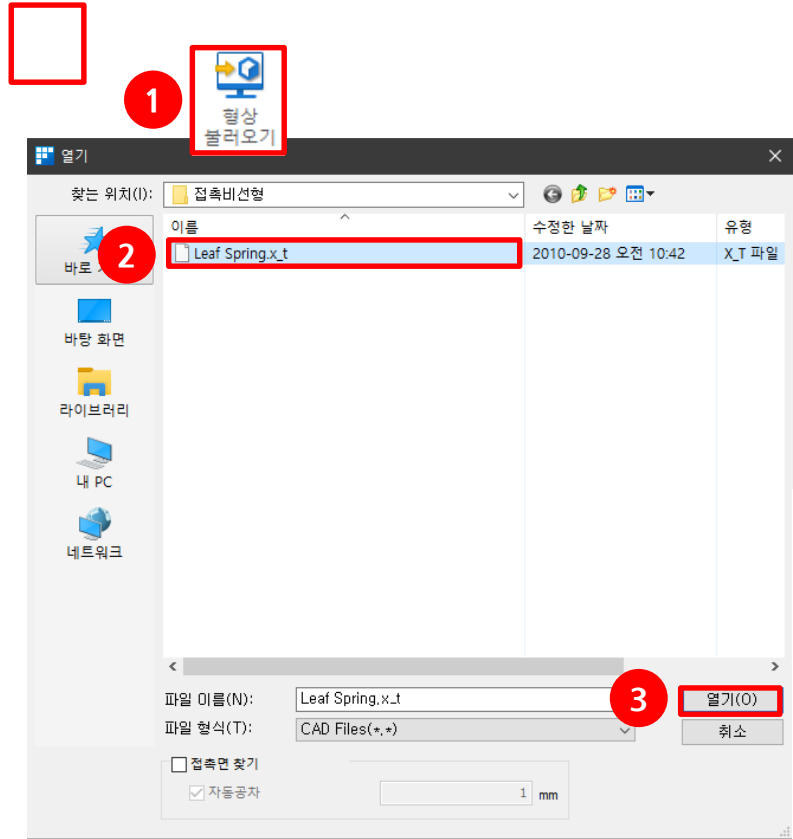 1
형상
불러오기
열기
찾는 위치(I):
접촉비선형
이름
수정한 날짜
유형
2
Leaf Spring.x_t
2010-09-28 오전 10:42
X_T 파일
바로
바탕 화면
라이브러리
내 PC
네트워크
파일 이름(N):
Leaf Spring.x_t
3
열기(O)
파일 형식(T):
CAD Files(*.*)
취소
접촉면 찾기
자동공차
1 mm